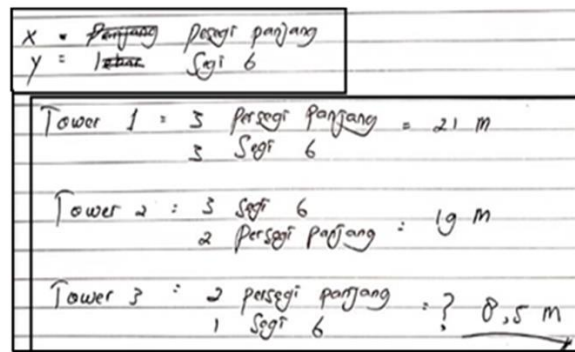 x = Panjang Pesegi panjang
y = lebar Segi 6
Tower 1 = 3 Persegi Panjang = 21 m
3 Segi 6
Tower 2 : 3 Segi 6
2 Persegi Panjang : 19 m
Tower 3 : 2 persegi panjang = ? 8,5 m
1 Segi 6